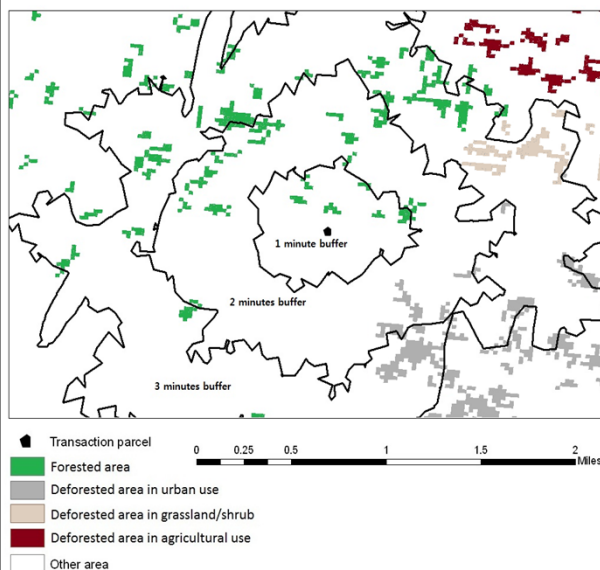 1 minute buffer
2 minutes buffer
3 minutes buffer
Transaction parcel
0 0.25 0.5 1 1.5 2
Miles
Forested area
Deforested area in urban use
Deforested area in grassland/shrub
Deforested area in agricultural use
Other area